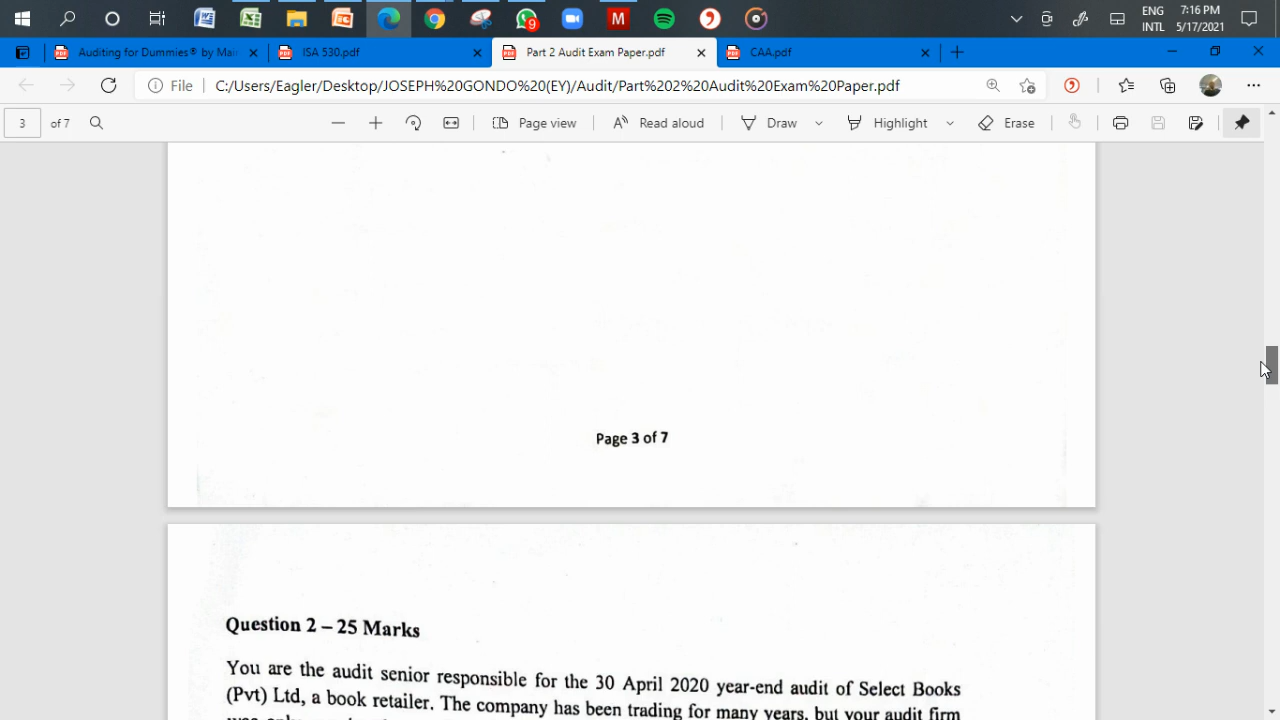 9
M
ENG
INTL
7:16 PM
5/17/2021
Auditing for Dummies® by Mair
ISA 530.pdf
Part 2 Audit Exam Paper.pdf
CAA.pdf
File
C:/Users/Eagler/Desktop/JOSEPH%20GONDO%20(EY)/Audit/Part%202%20Audit%20Exam%20Paper.pdf
3
of 7
Page view
Read aloud
Draw
Highlight
Erase
Page 3 of 7
Question 2 – 25 Marks
You are the audit senior responsible for the 30 April 2020 year-end audit of Select Books
(Pvt) Ltd, a book retailer. The company has been trading for many years, but your audit firm